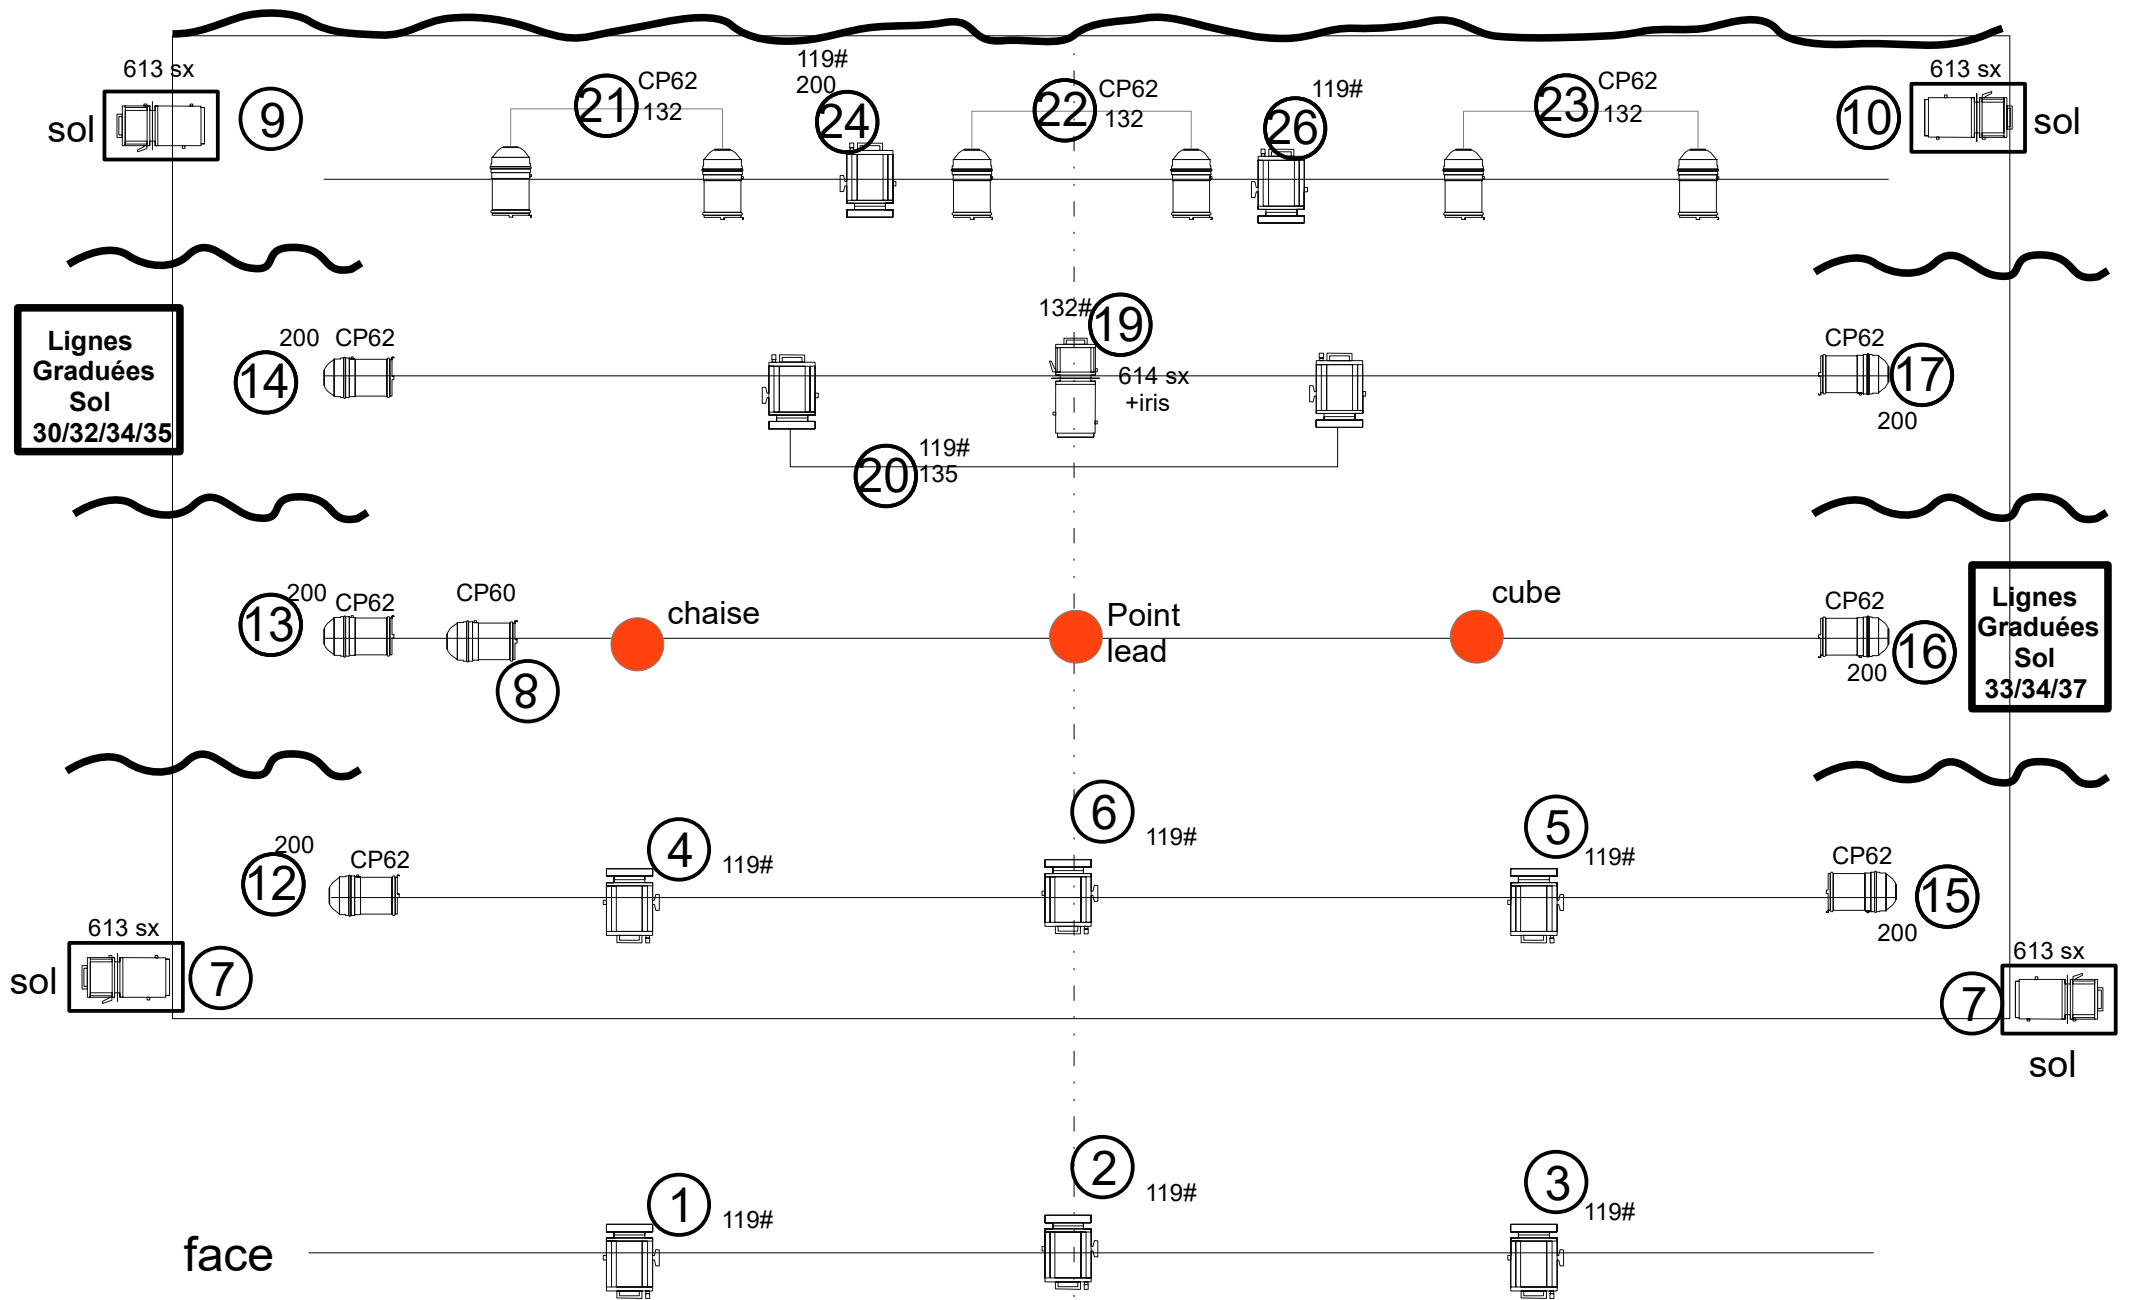 613 sx
sol
9
21
CP62
132
119#
200
24
22
CP62
132
119#
26
23
CP62
132
613 sx
10
sol
Lignes
Graduées
Sol
30/32/34/35
200 CP62
14
132#
19
614 sx
+iris
CP62
17
200
20
119#
135
200
CP62
13
CP60
8
chaise
Point
lead
cube
CP62
16
200
Lignes
Graduées
Sol
33/34/37
200
CP62
12
4
119#
6
119#
5
119#
CP62
15
200
613 sx
sol
7
613 sx
7
sol
1
119#
2
119#
3
119#
face